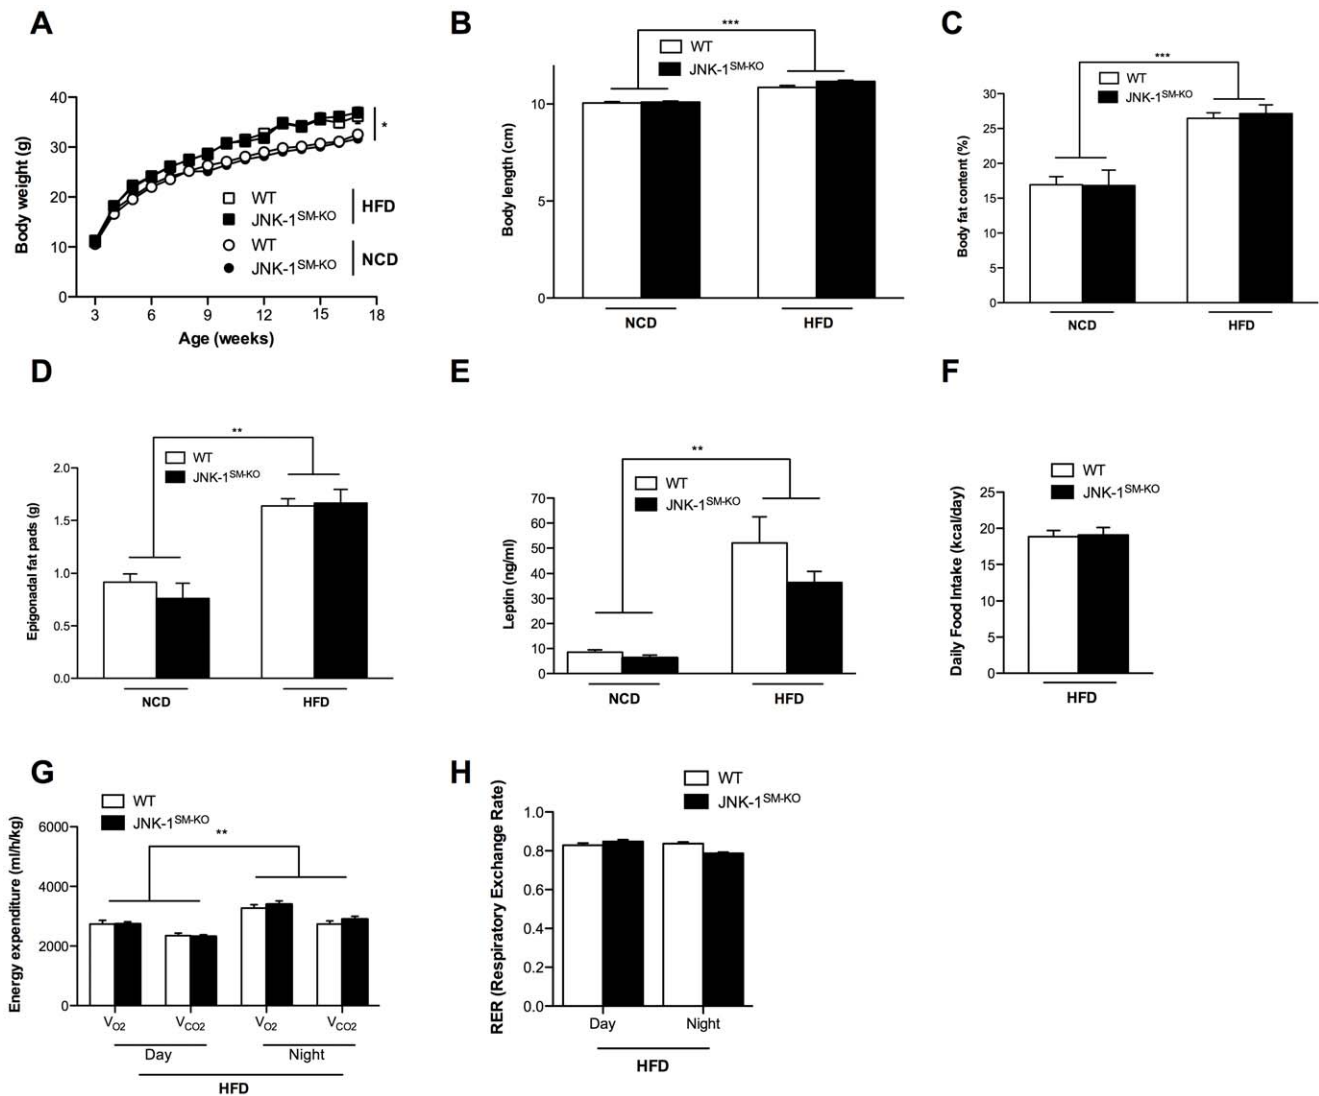 A
Body weight (g)
40
30
20
10
0
3 6 9 12 15 18
Age (weeks)
*
WT
JNK-1SM-KO
HFD
WT
JNK-1SM-KO
NCD
B
***
WT
JNK-1SM-KO
Body length (cm)
10
5
0
NCD HFD
C
***
WT
JNK-1SM-KO
Body fat content (%)
30
25
20
15
10
5
0
NCD HFD
D
**
WT
JNK-1SM-KO
Epigonadal fat pads (g)
2.0
1.5
1.0
0.5
0.0
NCD HFD
E
**
WT
JNK-1SM-KO
Leptin (ng/ml)
70
60
50
40
30
20
10
0
NCD HFD
F
WT
JNK-1SM-KO
Daily Food Intake (kcal/day)
25
20
15
10
5
0
HFD
G
WT
JNK-1SM-KO
**
Energy expenditure (ml/h/kg)
6000
4000
2000
0
VO2 VCO2 VO2 VCO2
Day Night
HFD
H
WT
JNK-1SM-KO
RER (Respiratory Exchange Rate)
1.0
0.8
0.6
0.4
0.2
0.0
Day Night
HFD